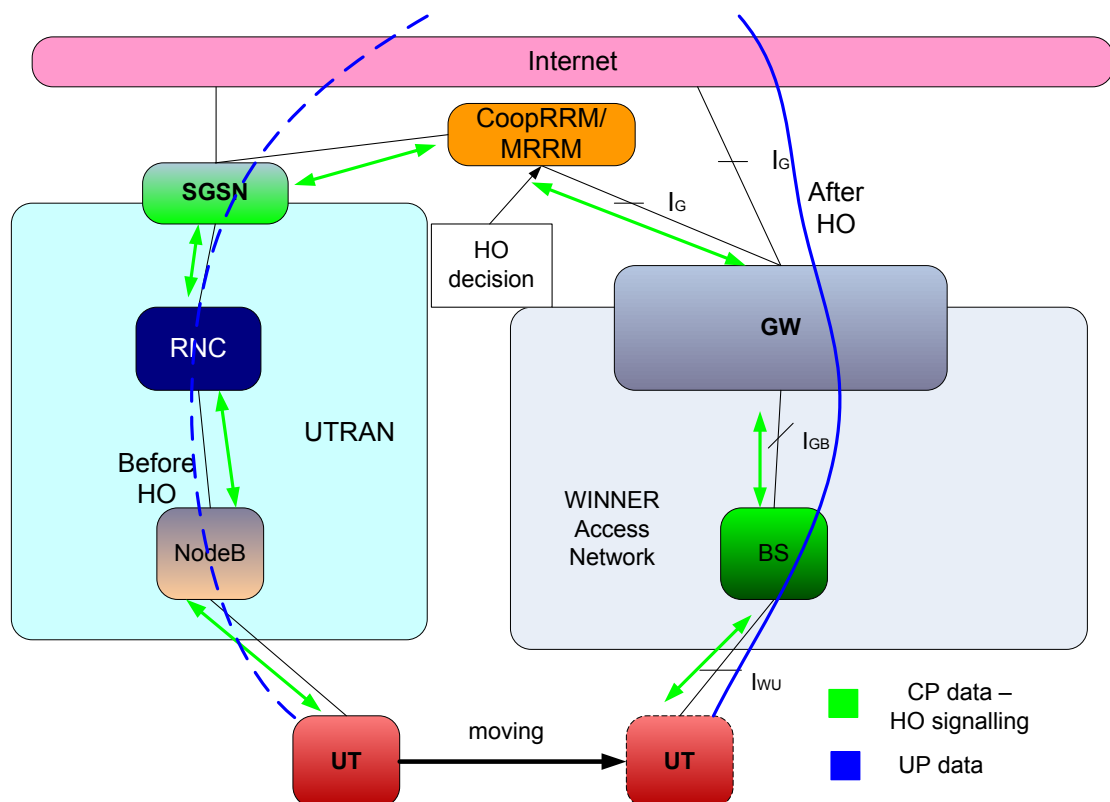 Internet
CoopRRM/
MRRM
SGSN
IG
IG
After
HO
HO
decision
GW
RNC
UTRAN
IGB
Before
HO
WINNER
Access
Network
NodeB
BS
IWU
CP data –
HO signalling
moving
UT
UT
UP data